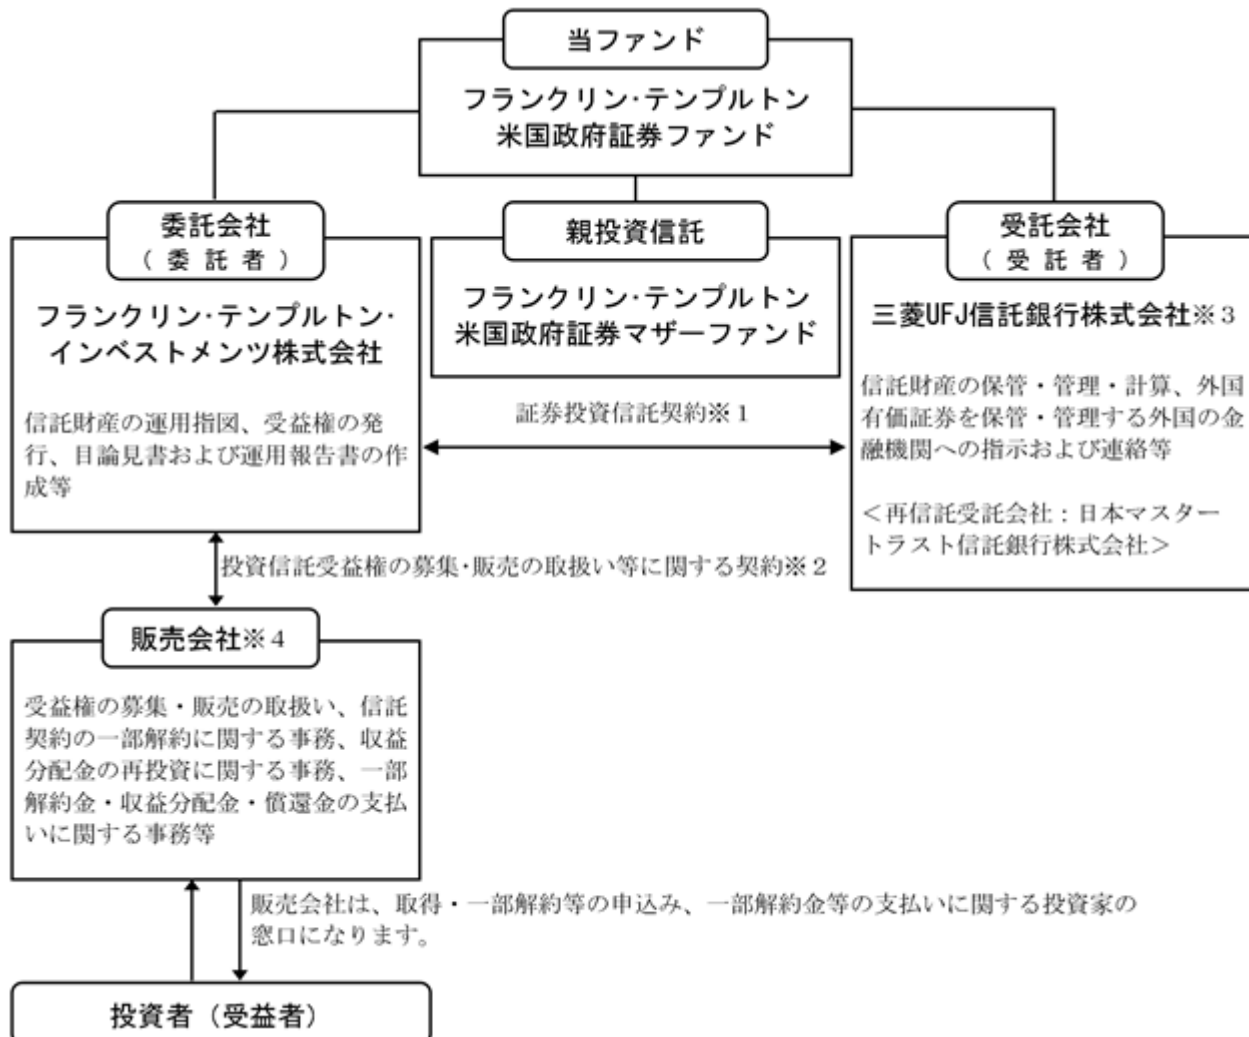 当ファンド
フランクリン・テンプルトン
米国政府証券ファンド
委託会社
(委託者)
フランクリン・テンプルトン・
インベストメンツ株式会社
信託財産の運用指図、受益権の発
行、目論見書および運用報告書の作
成等
親投資信託
フランクリン・テンプルトン
米国政府証券マザーファンド
証券投資信託契約※1
受託会社
(受託者)
三菱UFJ信託銀行株式会社※3
信託財産の保管・管理・計算、外国
有価証券を保管・管理する外国の金
融機関への指示および連絡等
<再信託受託会社:日本マスター
トラスト信託銀行株式会社>
投資信託受益権の募集・販売の取扱い等に関する契約※2
販売会社※4
受益権の募集・販売の取扱い、信託
契約の一部解約に関する事務、収益
分配金の再投資に関する事務、一部
解約金・収益分配金・償還金の支払
いに関する事務等
販売会社は、取得・一部解約等の申込み、一部解約金等の支払いに関する投資家の
窓口になります。
投資者(受益者)